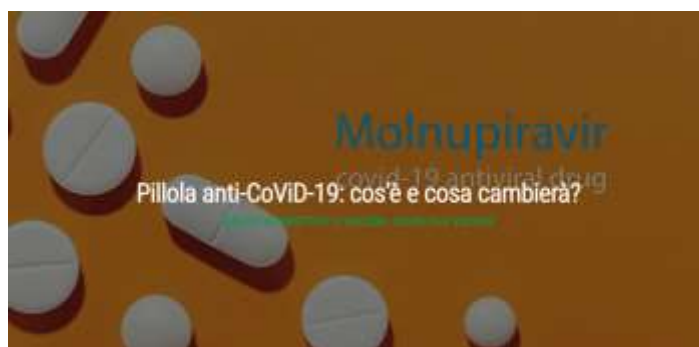 Molnupiravir
covid-19 antiviral drug
Pillola anti-CoViD-19: cos'è e cosa cambierà?